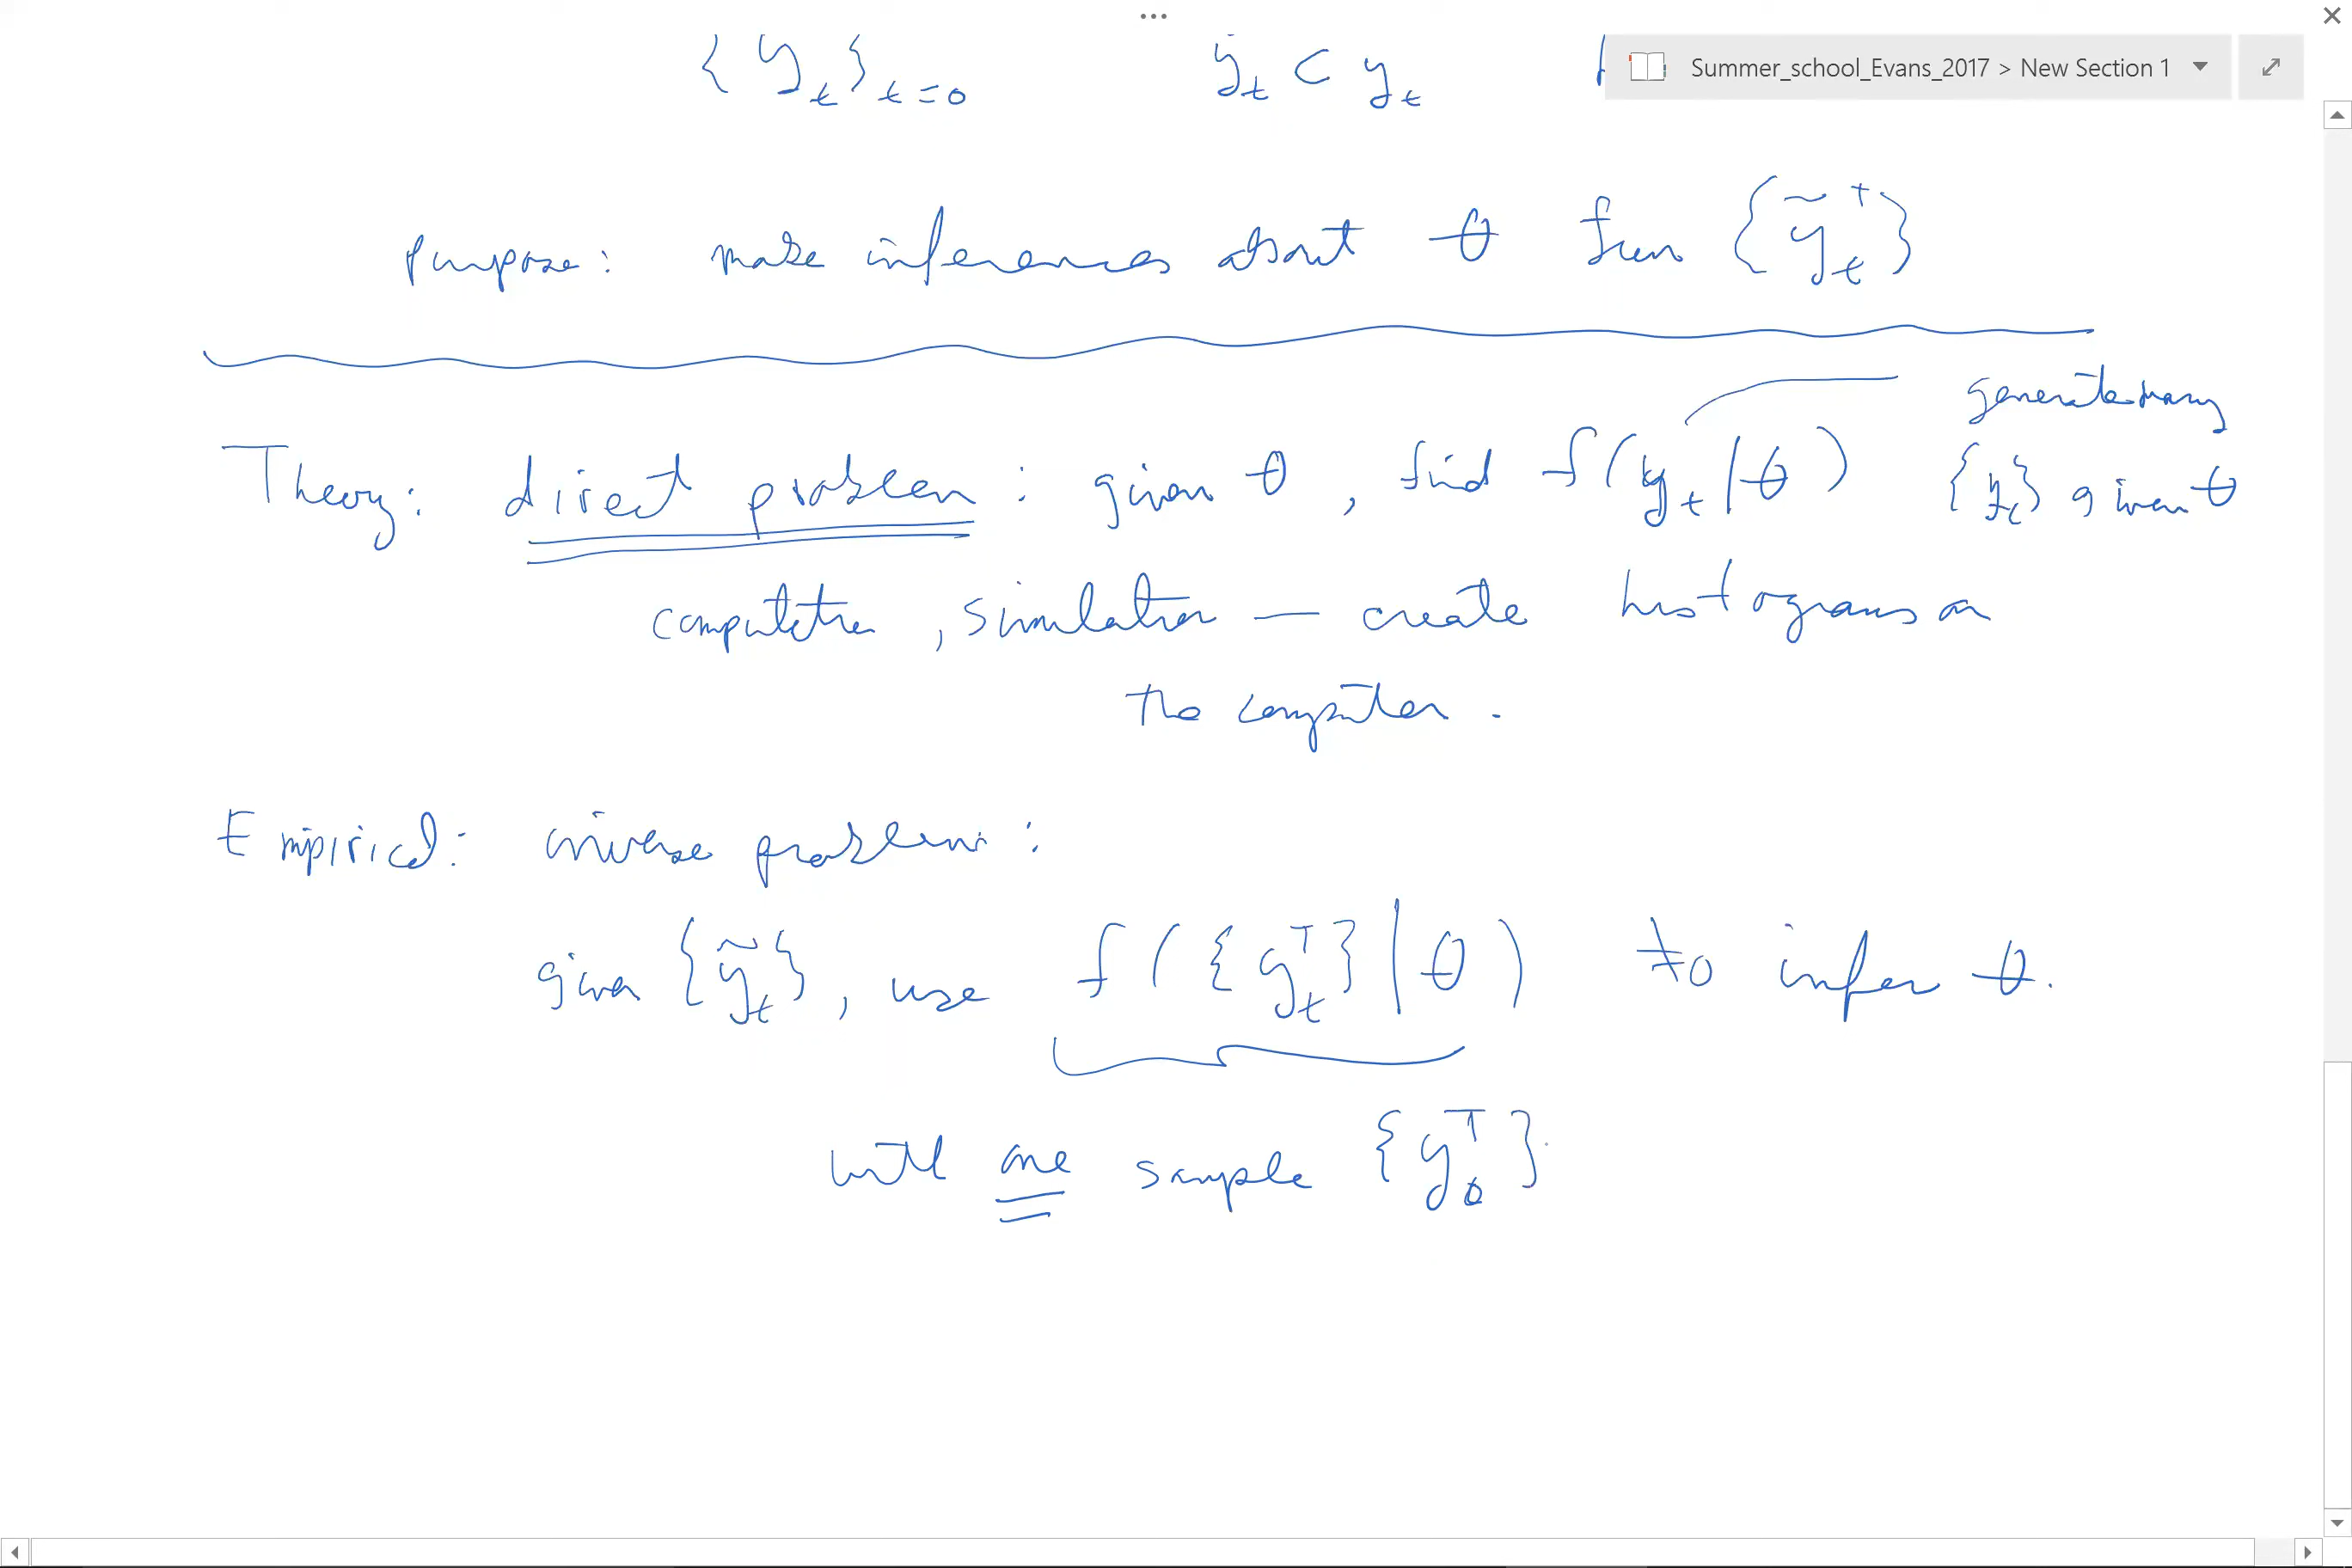 Summer_school_Evans_2017 > New Section 1
{y_t}_{t=0} ỹ_t ⊂ y_t
purpose: make inferences about θ from {ỹ_t^T}
generate many
Theory: direct problem: given θ, find f(y_t|θ) {y_t} given θ
computation, simulation — create histograms on
the computer.
Empirical: inverse problem:
given {ỹ_t}, use f({y_t^T}|θ) to infer θ.
with one sample {y_0^T}